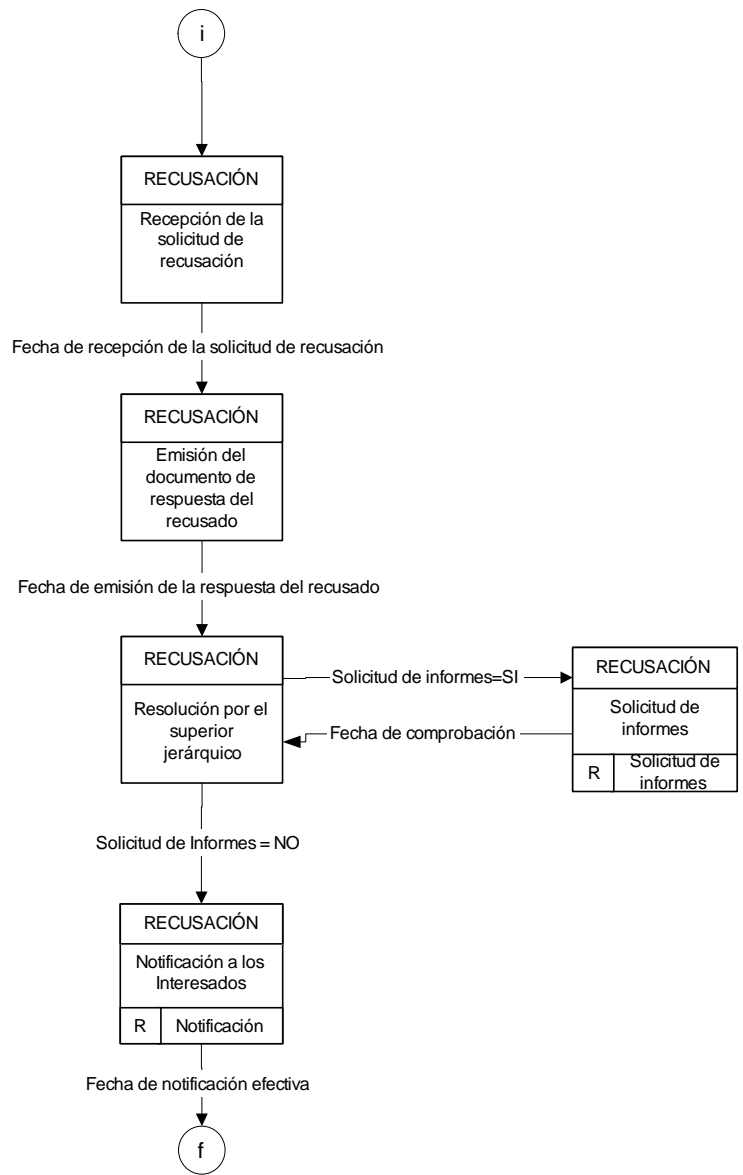 i
RECUSACIÓN
Recepción de la
solicitud de
recusación
Fecha de recepción de la solicitud de recusación
RECUSACIÓN
Emisión del
documento de
respuesta del
recusado
Fecha de emisión de la respuesta del recusado
RECUSACIÓN
Resolución por el
superior
jerárquico
Solicitud de informes=SI
Fecha de comprobación
RECUSACIÓN
Solicitud de
informes
R
Solicitud de
informes
Solicitud de Informes = NO
RECUSACIÓN
Notificación a los
Interesados
R
Notificación
Fecha de notificación efectiva
f